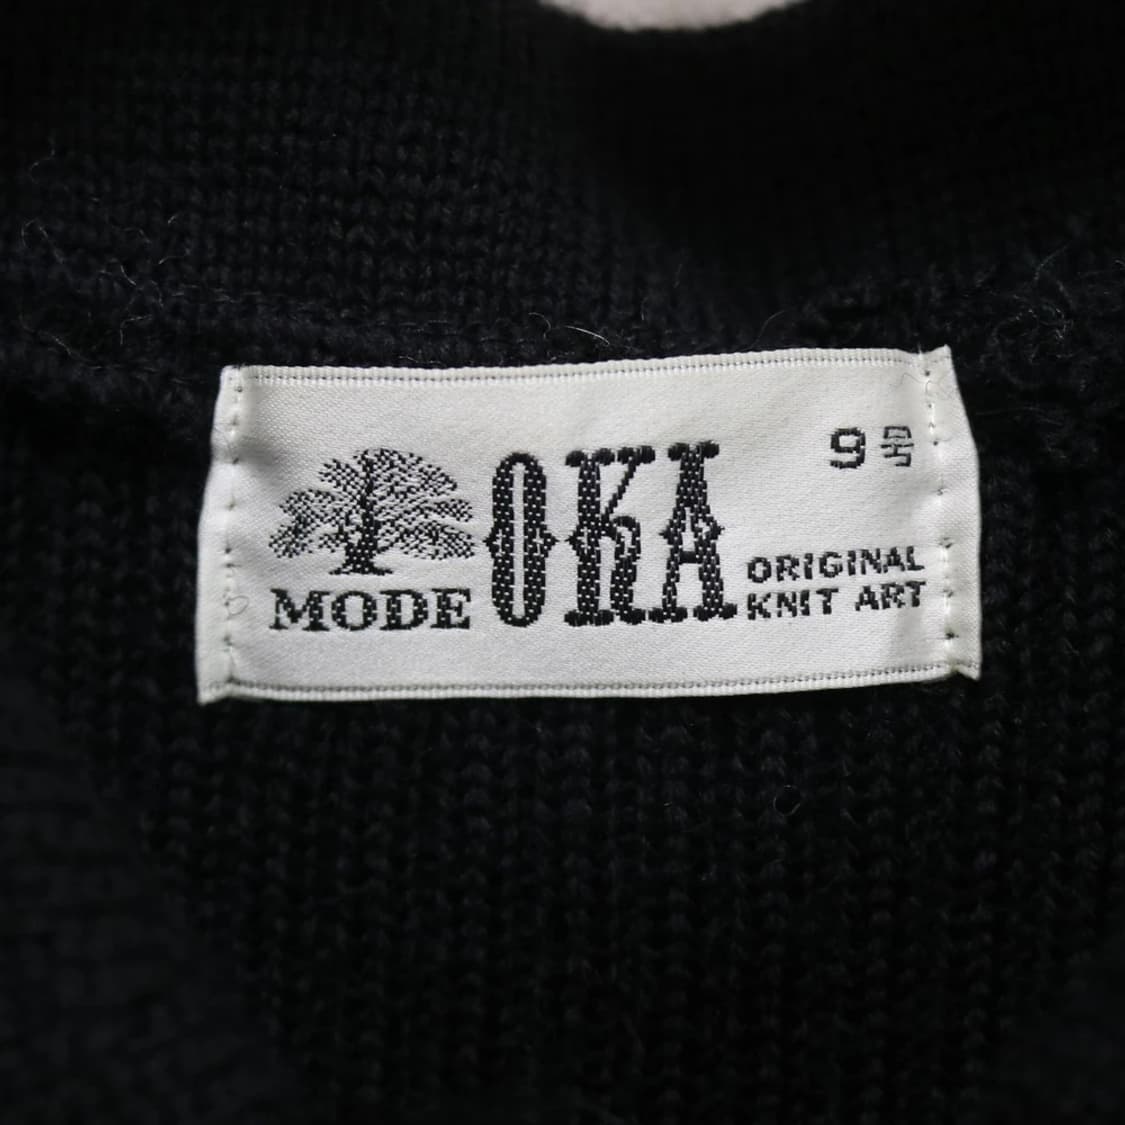 9号
MODE OKA
ORIGINAL
KNIT ART